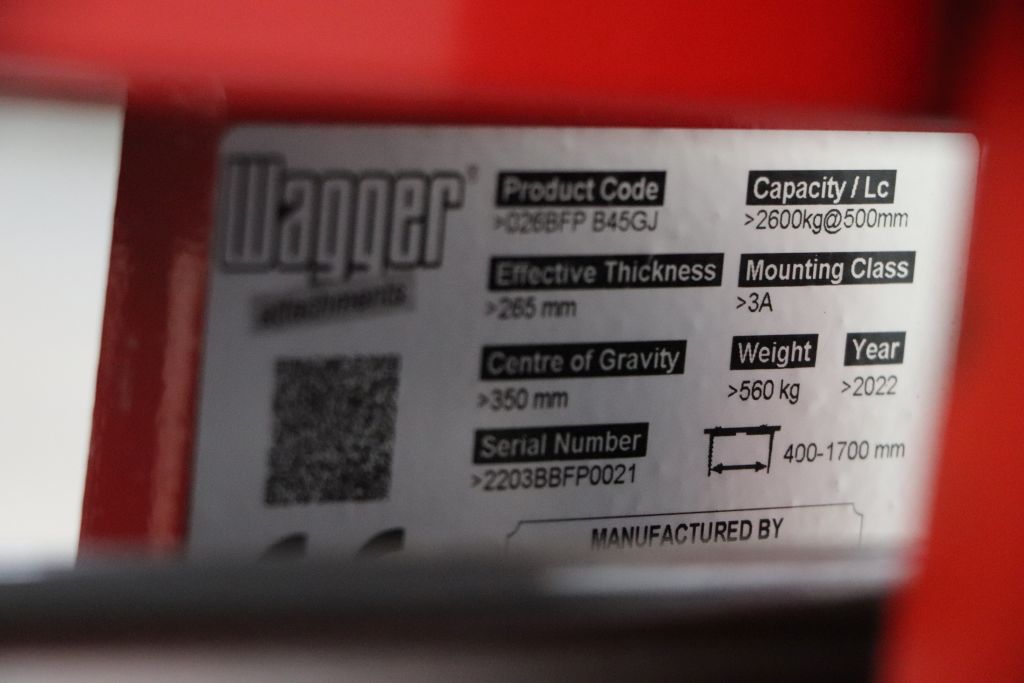 Wagger®
attachments
Product Code
>026BFP B45GJ
Capacity / Lc
>2600kg@500mm
Effective Thickness
>265 mm
Mounting Class
>3A
Centre of Gravity
>350 mm
Weight
>560 kg
Year
>2022
Serial Number
>2203BBFP0021
400-1700 mm
MANUFACTURED BY